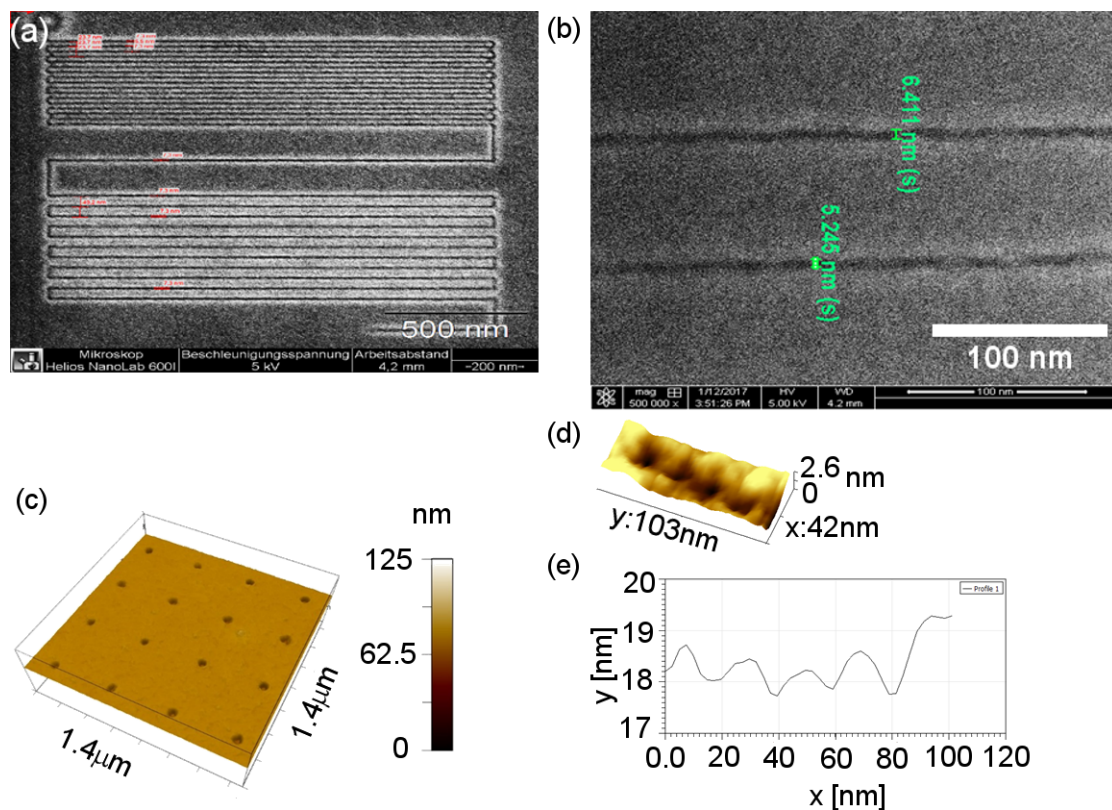 (a)
500 nm
Mikroskop
Helios NanoLab 600I
Beschleunigungsspannung
5 kV
Arbeitsabstand
4,2 mm
200 nm
(b)
6.411 nm (s)
5.245 nm (s)
100 nm
mag
500 000 x
1/12/2017
3:51:26 PM
HV
5.00 kV
WD
4.2 mm
100 nm
(c)
nm
125
62.5
0
1.4µm
1.4µm
(d)
2.6 nm
0
x:42nm
y:103nm
(e)
Profile 1
y [nm]
20
19
18
17
0.0 20 40 60 80 100 120
x [nm]